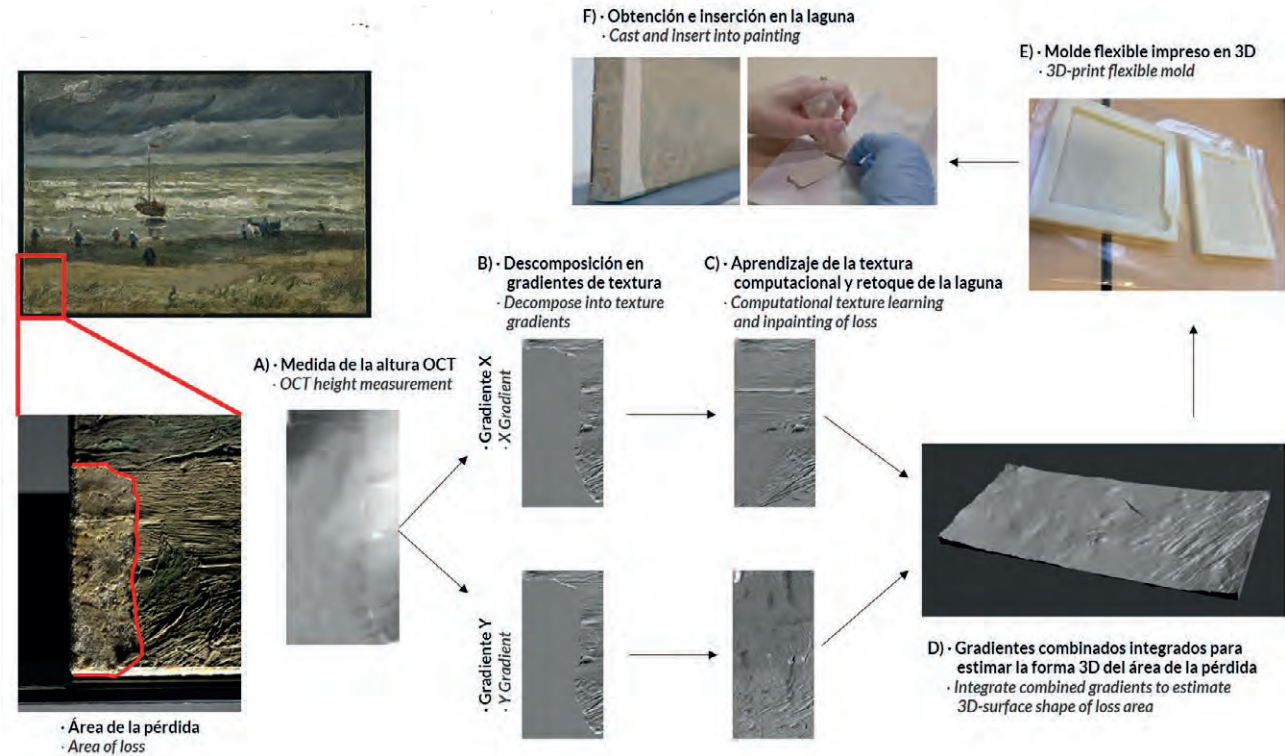 F) · Obtención e inserción en la laguna
· Cast and insert into painting
E) · Molde flexible impreso en 3D
· 3D-print flexible mold
B) · Descomposición en
gradientes de textura
· Decompose into texture
gradients
C) · Aprendizaje de la textura
computacional y retoque de la laguna
· Computational texture learning
and inpainting of loss
A) · Medida de la altura OCT
· OCT height measurement
· Gradiente X
· X Gradient
· Gradiente Y
· Y Gradient
D) · Gradientes combinados integrados para
estimar la forma 3D del área de la pérdida
· Integrate combined gradients to estimate
3D-surface shape of loss area
· Área de la pérdida
· Area of loss